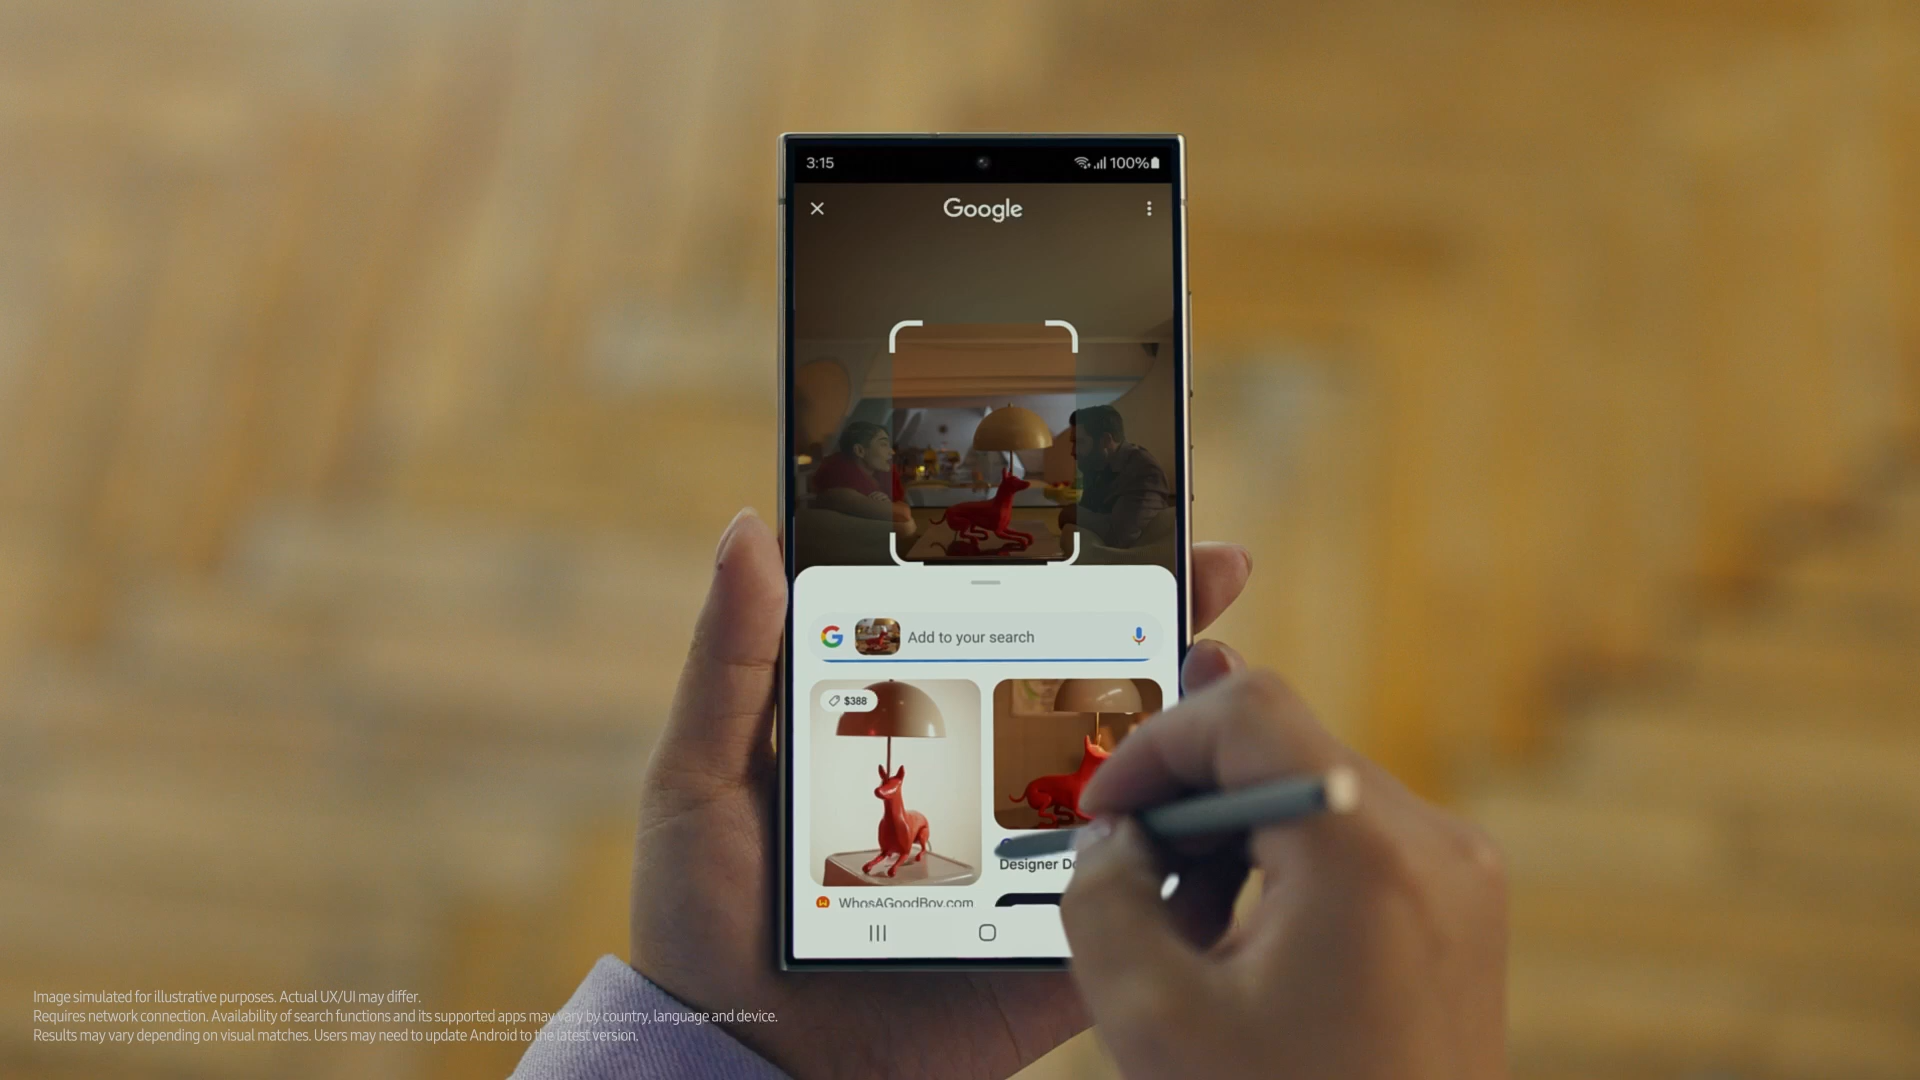 3:15
100%
Google
Add to your search
$388
Designer
WhosAGoodBoy.com
Image simulated for illustrative purposes. Actual UX/UI may differ.
Requires network connection. Availability of search functions and its supported apps may vary by country, language and device.
Results may vary depending on visual matches. Users may need to update Android to the latest version.